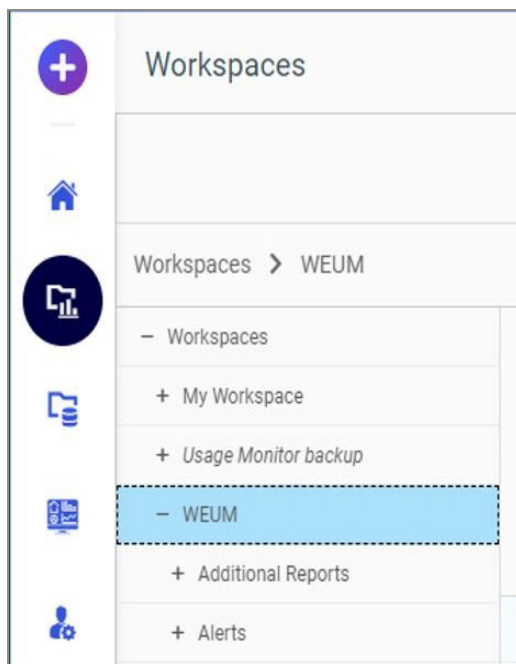 Workspaces
Workspaces > WEUM
− Workspaces
+ My Workspace
+ Usage Monitor backup
− WEUM
+ Additional Reports
+ Alerts